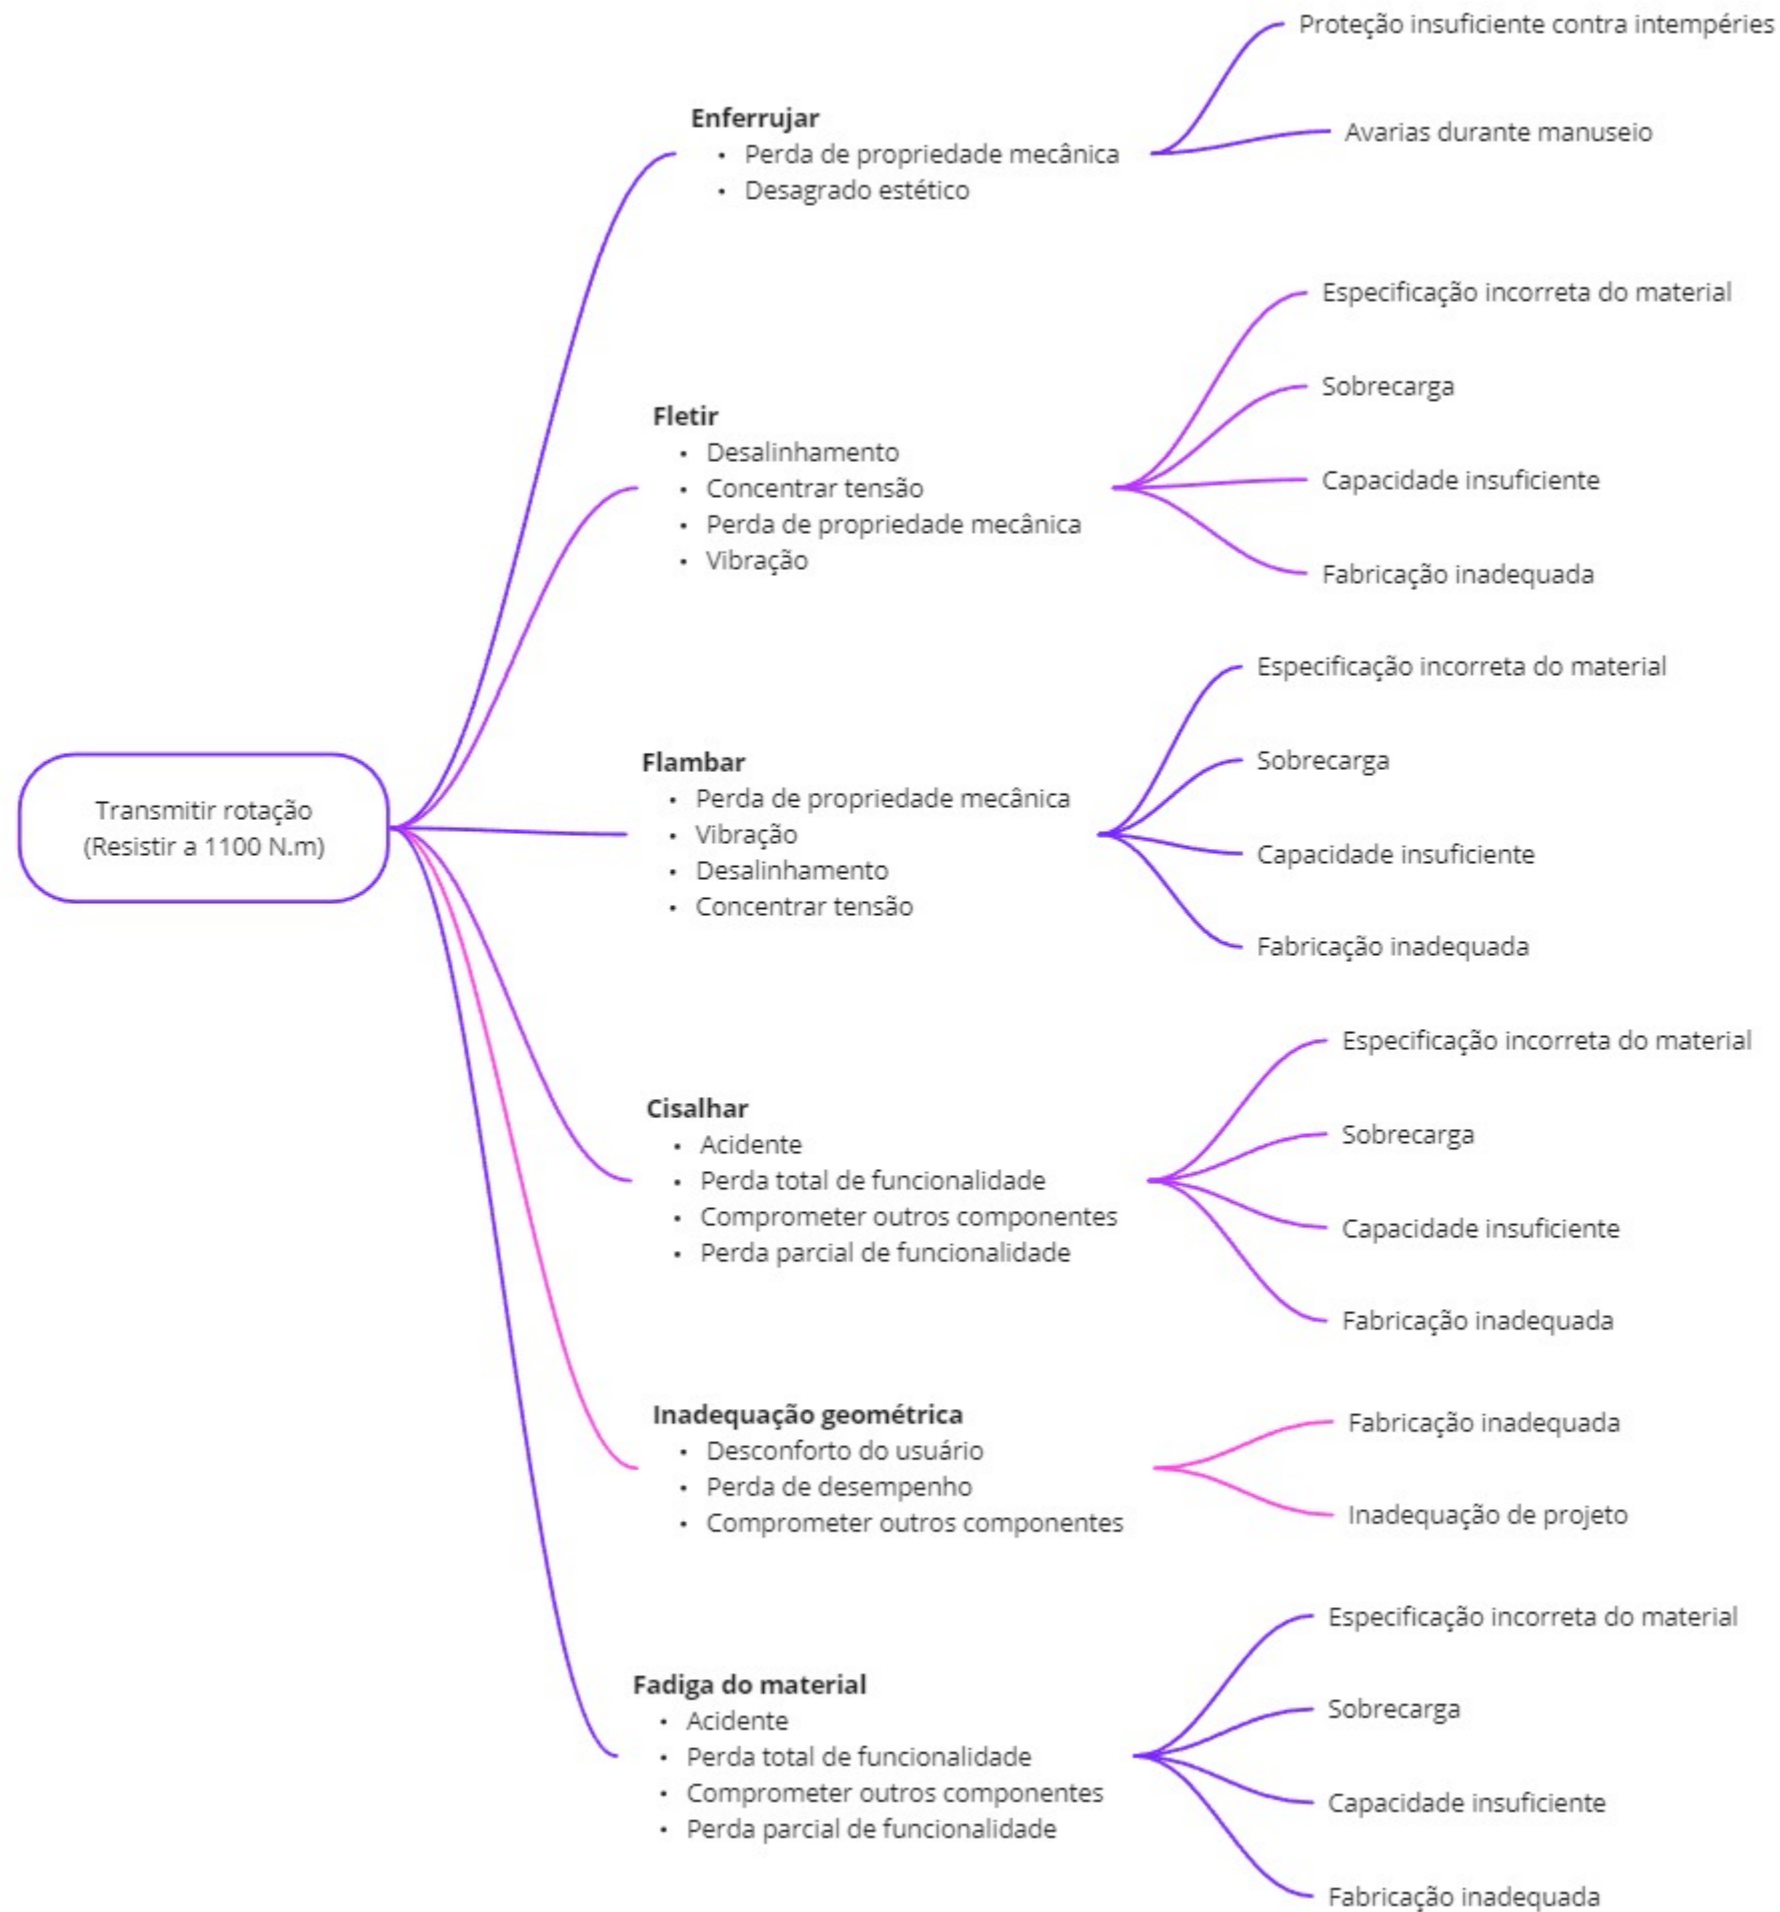 Transmitir rotação
(Resistir a 1100 N.m)
Enferrujar
• Perda de propriedade mecânica
• Desagrado estético
Proteção insuficiente contra intempéries
Avarias durante manuseio
Fletir
• Desalinhamento
• Concentrar tensão
• Perda de propriedade mecânica
• Vibração
Especificação incorreta do material
Sobrecarga
Capacidade insuficiente
Fabricação inadequada
Flambar
• Perda de propriedade mecânica
• Vibração
• Desalinhamento
• Concentrar tensão
Especificação incorreta do material
Sobrecarga
Capacidade insuficiente
Fabricação inadequada
Cisalhar
• Acidente
• Perda total de funcionalidade
• Comprometer outros componentes
• Perda parcial de funcionalidade
Especificação incorreta do material
Sobrecarga
Capacidade insuficiente
Fabricação inadequada
Inadequação geométrica
• Desconforto do usuário
• Perda de desempenho
• Comprometer outros componentes
Fabricação inadequada
Inadequação de projeto
Fadiga do material
• Acidente
• Perda total de funcionalidade
• Comprometer outros componentes
• Perda parcial de funcionalidade
Especificação incorreta do material
Sobrecarga
Capacidade insuficiente
Fabricação inadequada